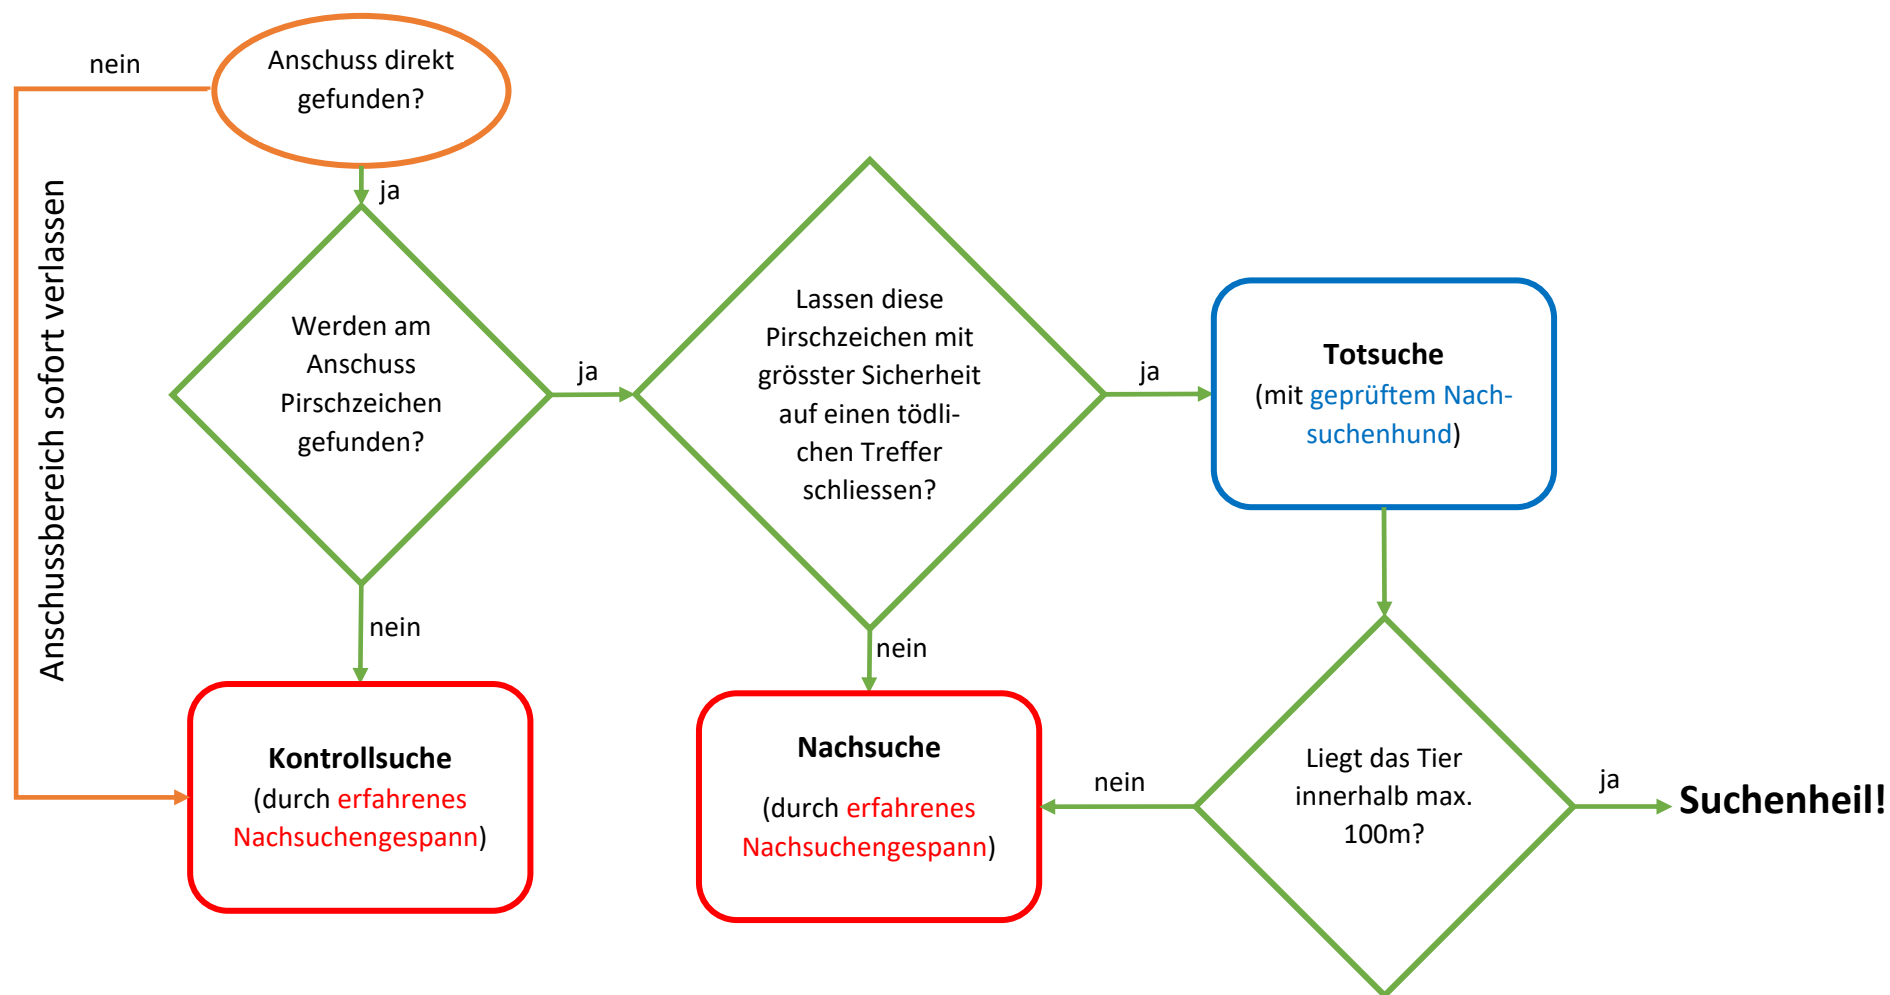 nein
Anschuss direkt
gefunden?
ja
Anschussbereich sofort verlassen
Werden am
Anschuss
Pirschzeichen
gefunden?
ja
Lassen diese
Pirschzeichen mit
grösster Sicherheit
auf einen tödli-
chen Treffer
schliessen?
ja
Totsuche
(mit geprüftem Nach-
suchenhund)
nein
nein
Kontrollsuche
(durch erfahrenes
Nachsuchengespann)
Nachsuche
(durch erfahrenes
Nachsuchengespann)
nein
Liegt das Tier
innerhalb max.
100m?
ja
Suchenheil!